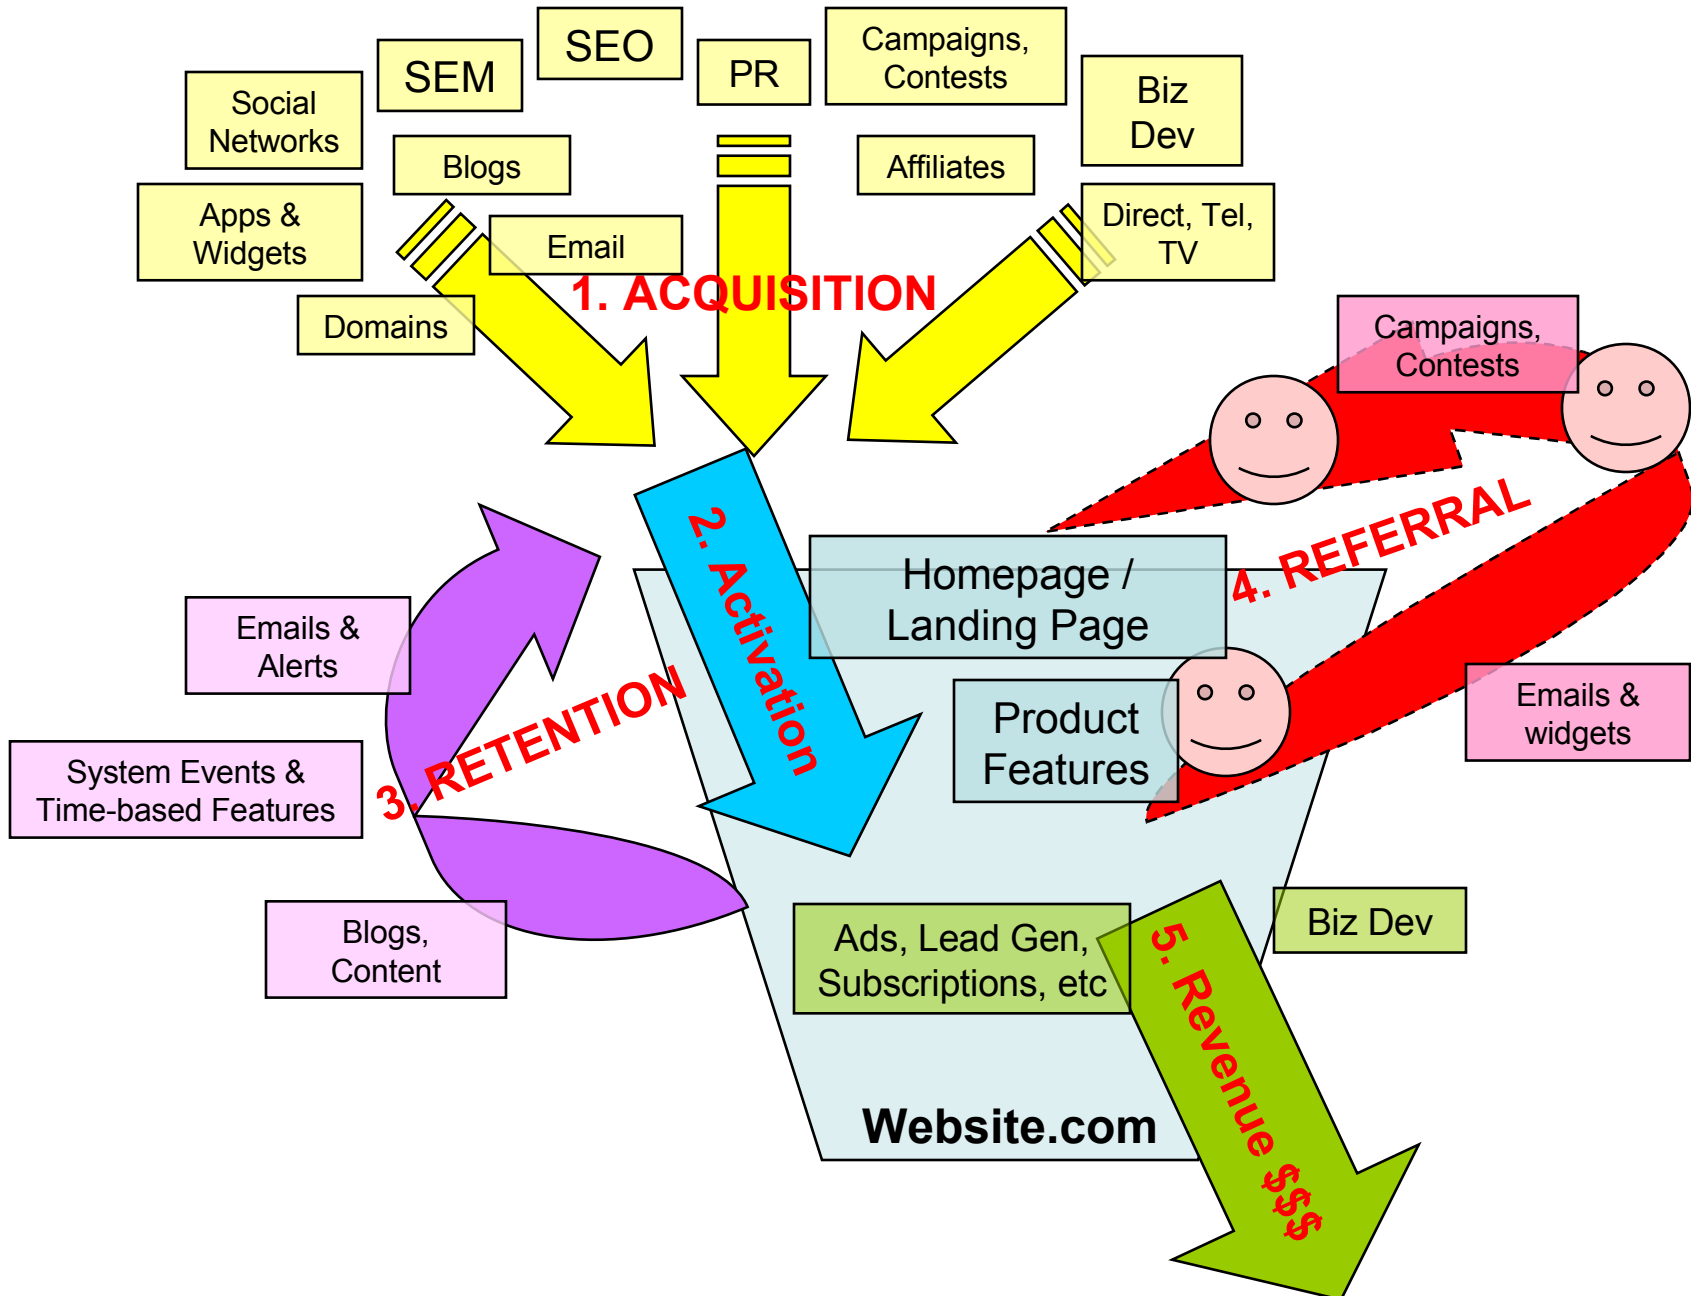 SEO
SEM
PR
Campaigns,
Contests
Biz
Dev
Social
Networks
Blogs
Affiliates
Apps &
Widgets
Email
Direct, Tel,
TV
1. ACQUISITION
Domains
Campaigns,
Contests
2. Activation
4. REFERRAL
Homepage /
Landing Page
Emails &
Alerts
3. RETENTION
Product
Features
Emails &
widgets
System Events &
Time-based Features
Blogs,
Content
Ads, Lead Gen,
Subscriptions, etc
Biz Dev
5. Revenue $$$
Website.com